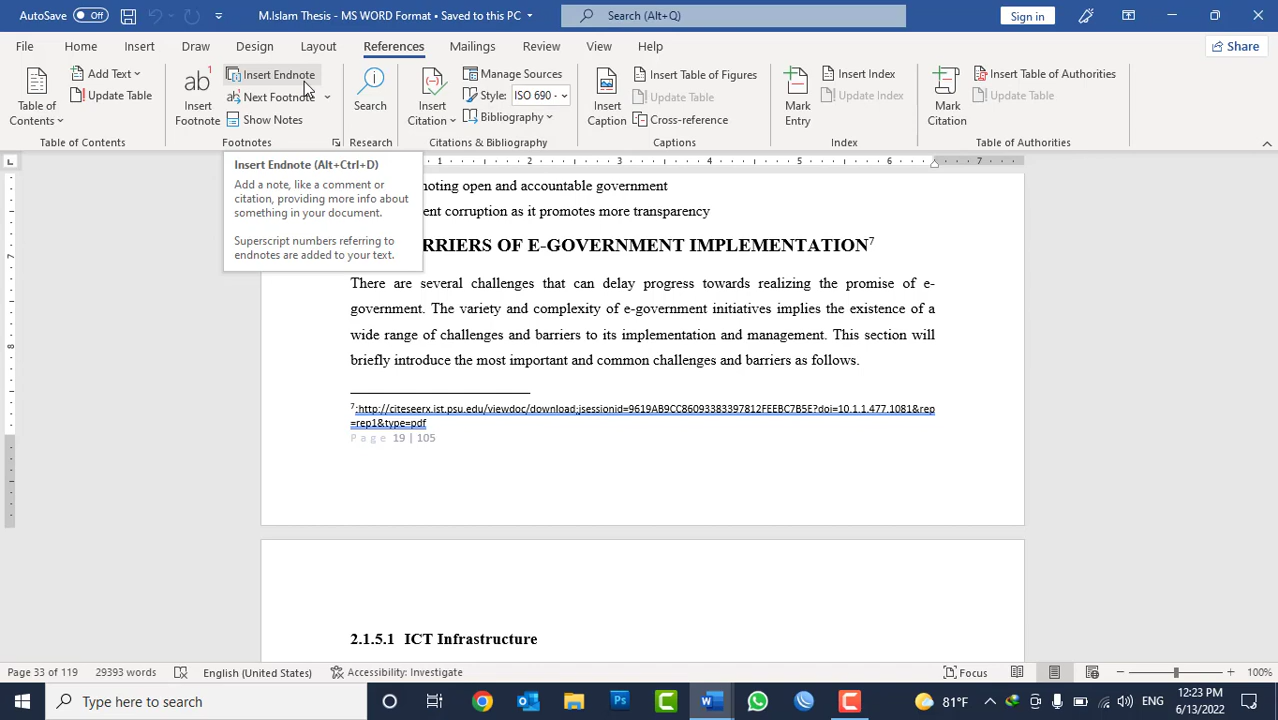 AutoSave Off M.Islam Thesis - MS WORD Format • Saved to this PC Search (Alt+Q) Sign in
File Home Insert Draw Design Layout References Mailings Review View Help Share
Table of Contents
Add Text
Update Table
Table of Contents
ab 1
Insert Footnote
Insert Endnote
Next Footnote
Show Notes
Footnotes
Search
Research
Insert Citation
Manage Sources
Style: ISO 690 -
Bibliography
Citations & Bibliography
Insert Caption
Insert Table of Figures
Update Table
Cross-reference
Captions
Mark Entry
Insert Index
Update Index
Index
Mark Citation
Insert Table of Authorities
Update Table
Table of Authorities
Insert Endnote (Alt+Ctrl+D)
Add a note, like a comment or
citation, providing more info about
something in your document.
Superscript numbers referring to
endnotes are added to your text.
1 2 3 4 5 6 7
7
8
noting open and accountable government
ent corruption as it promotes more transparency
RRIERS OF E-GOVERNMENT IMPLEMENTATION7
There are several challenges that can delay progress towards realizing the promise of e-
government. The variety and complexity of e-government initiatives implies the existence of a
wide range of challenges and barriers to its implementation and management. This section will
briefly introduce the most important and common challenges and barriers as follows.
7:http://citeseerx.ist.psu.edu/viewdoc/download;jsessionid=9619AB9CC86093383397812FEEBC7B5E?doi=10.1.1.477.1081&rep
=rep1&type=pdf
Page 19 | 105
2.1.5.1 ICT Infrastructure
Page 33 of 119 29393 words English (United States) Accessibility: Investigate Focus 100%
Type here to search 81°F ENG 12:23 PM
6/13/2022